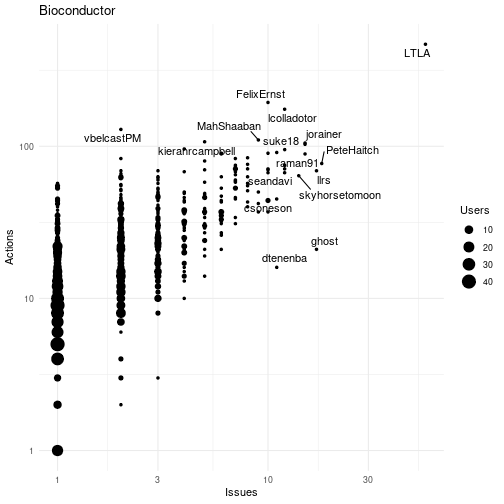 Bioconductor
LTLA
FelixErnst
lcolladotor
vbelcastPM
MahShaaban
suke18
jorainer
kieranrcampbell
PeteHaitch
raman91
seandavi
llrs
skyhorsetomoon
csoneson
ghost
dtenenba
100
10
1
Actions
1
3
10
30
Issues
Users
10
20
30
40